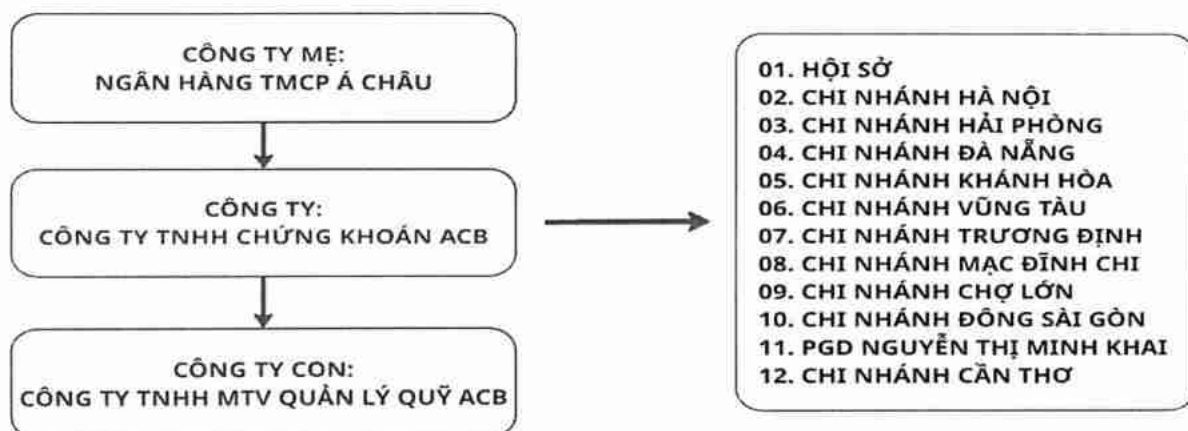 CÔNG TY MẸ:
NGÂN HÀNG TMCP Á CHÂU
CÔNG TY:
CÔNG TY TNHH CHỨNG KHOÁN ACB
CÔNG TY CON:
CÔNG TY TNHH MTV QUẢN LÝ QUỸ ACB
01. HỘI SỞ
02. CHI NHÁNH HÀ NỘI
03. CHI NHÁNH HẢI PHÒNG
04. CHI NHÁNH ĐÀ NẴNG
05. CHI NHÁNH KHÁNH HÒA
06. CHI NHÁNH VŨNG TÀU
07. CHI NHÁNH TRƯƠNG ĐỊNH
08. CHI NHÁNH MẠC ĐĨNH CHI
09. CHI NHÁNH CHỢ LỚN
10. CHI NHÁNH ĐÔNG SÀI GÒN
11. PGD NGUYỄN THỊ MINH KHAI
12. CHI NHÁNH CẦN THƠ